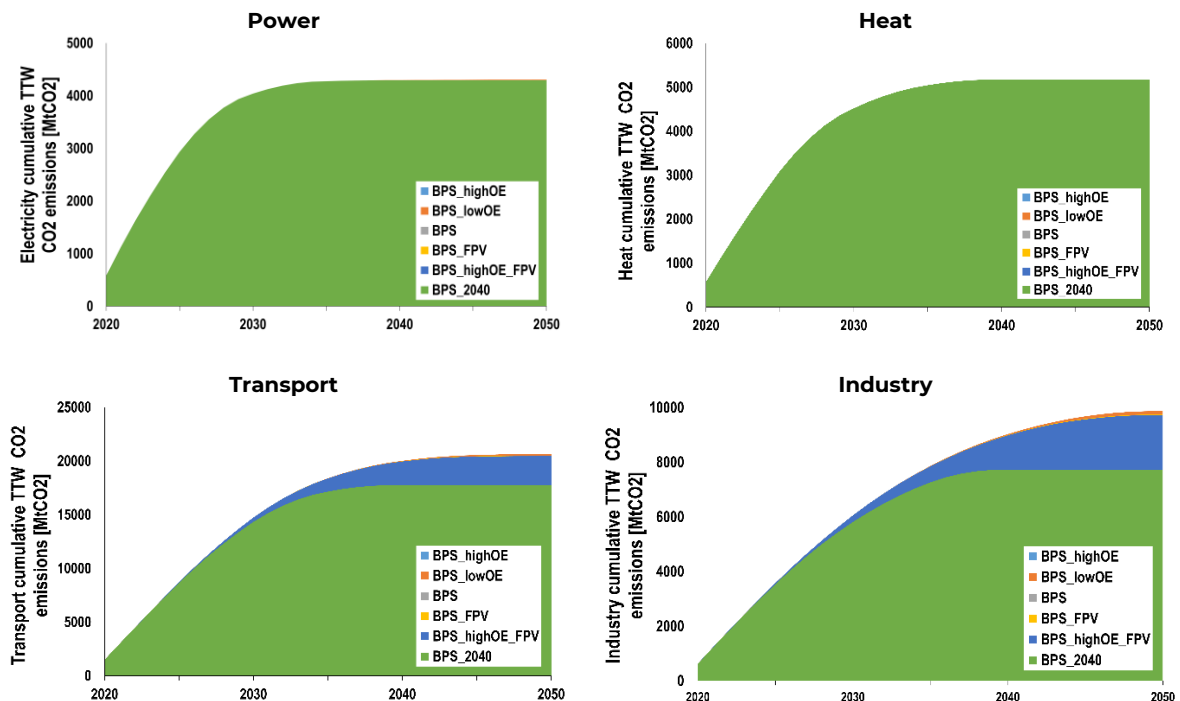 Power
Electricity cumulative TTW
CO2 emissions [MtCO2]
5000
4000
3000
2000
1000
0
BPS_highOE
BPS_lowOE
BPS
BPS_FPV
BPS_highOE_FPV
BPS_2040
2020
2030
2040
2050
Heat
Heat cumulative TTW CO2
emissions [MtCO2]
6000
5000
4000
3000
2000
1000
0
BPS_highOE
BPS_lowOE
BPS
BPS_FPV
BPS_highOE_FPV
BPS_2040
2020
2030
2040
2050
Transport
Transport cumulative TTW CO2
emissions [MtCO2]
25000
20000
15000
10000
5000
0
BPS_highOE
BPS_lowOE
BPS
BPS_FPV
BPS_highOE_FPV
BPS_2040
2020
2030
2040
2050
Industry
Industry cumulative TTW CO2
emissions [MtCO2]
10000
8000
6000
4000
2000
0
BPS_highOE
BPS_lowOE
BPS
BPS_FPV
BPS_highOE_FPV
BPS_2040
2020
2030
2040
2050